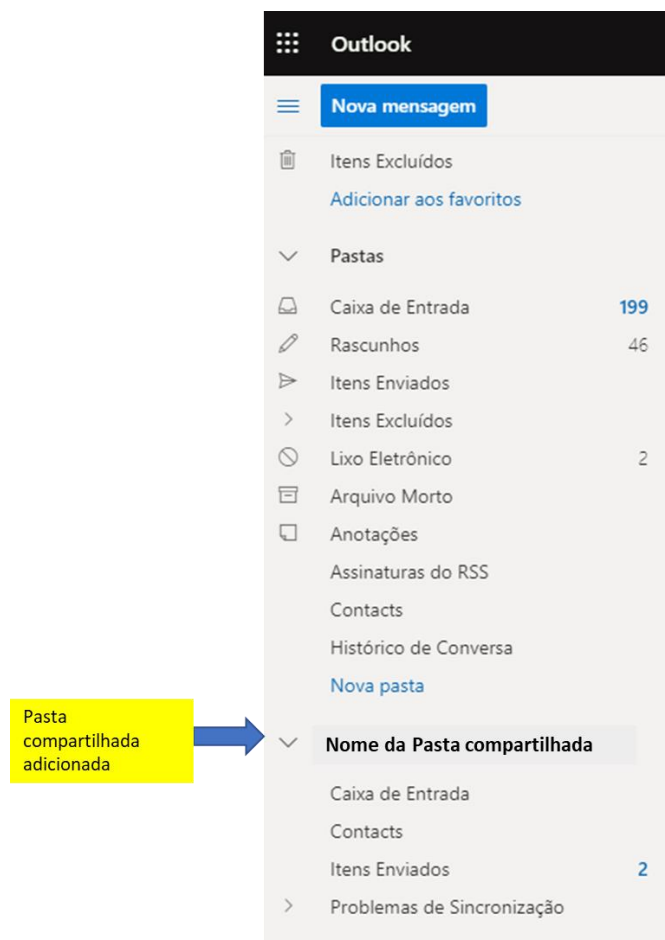 Outlook
Nova mensagem
Itens Excluídos
Adicionar aos favoritos
Pastas
Caixa de Entrada 199
Rascunhos 46
Itens Enviados
Itens Excluídos
Lixo Eletrônico 2
Arquivo Morto
Anotações
Assinaturas do RSS
Contacts
Histórico de Conversa
Nova pasta
Pasta
compartilhada
adicionada
Nome da Pasta compartilhada
Caixa de Entrada
Contacts
Itens Enviados 2
Problemas de Sincronização